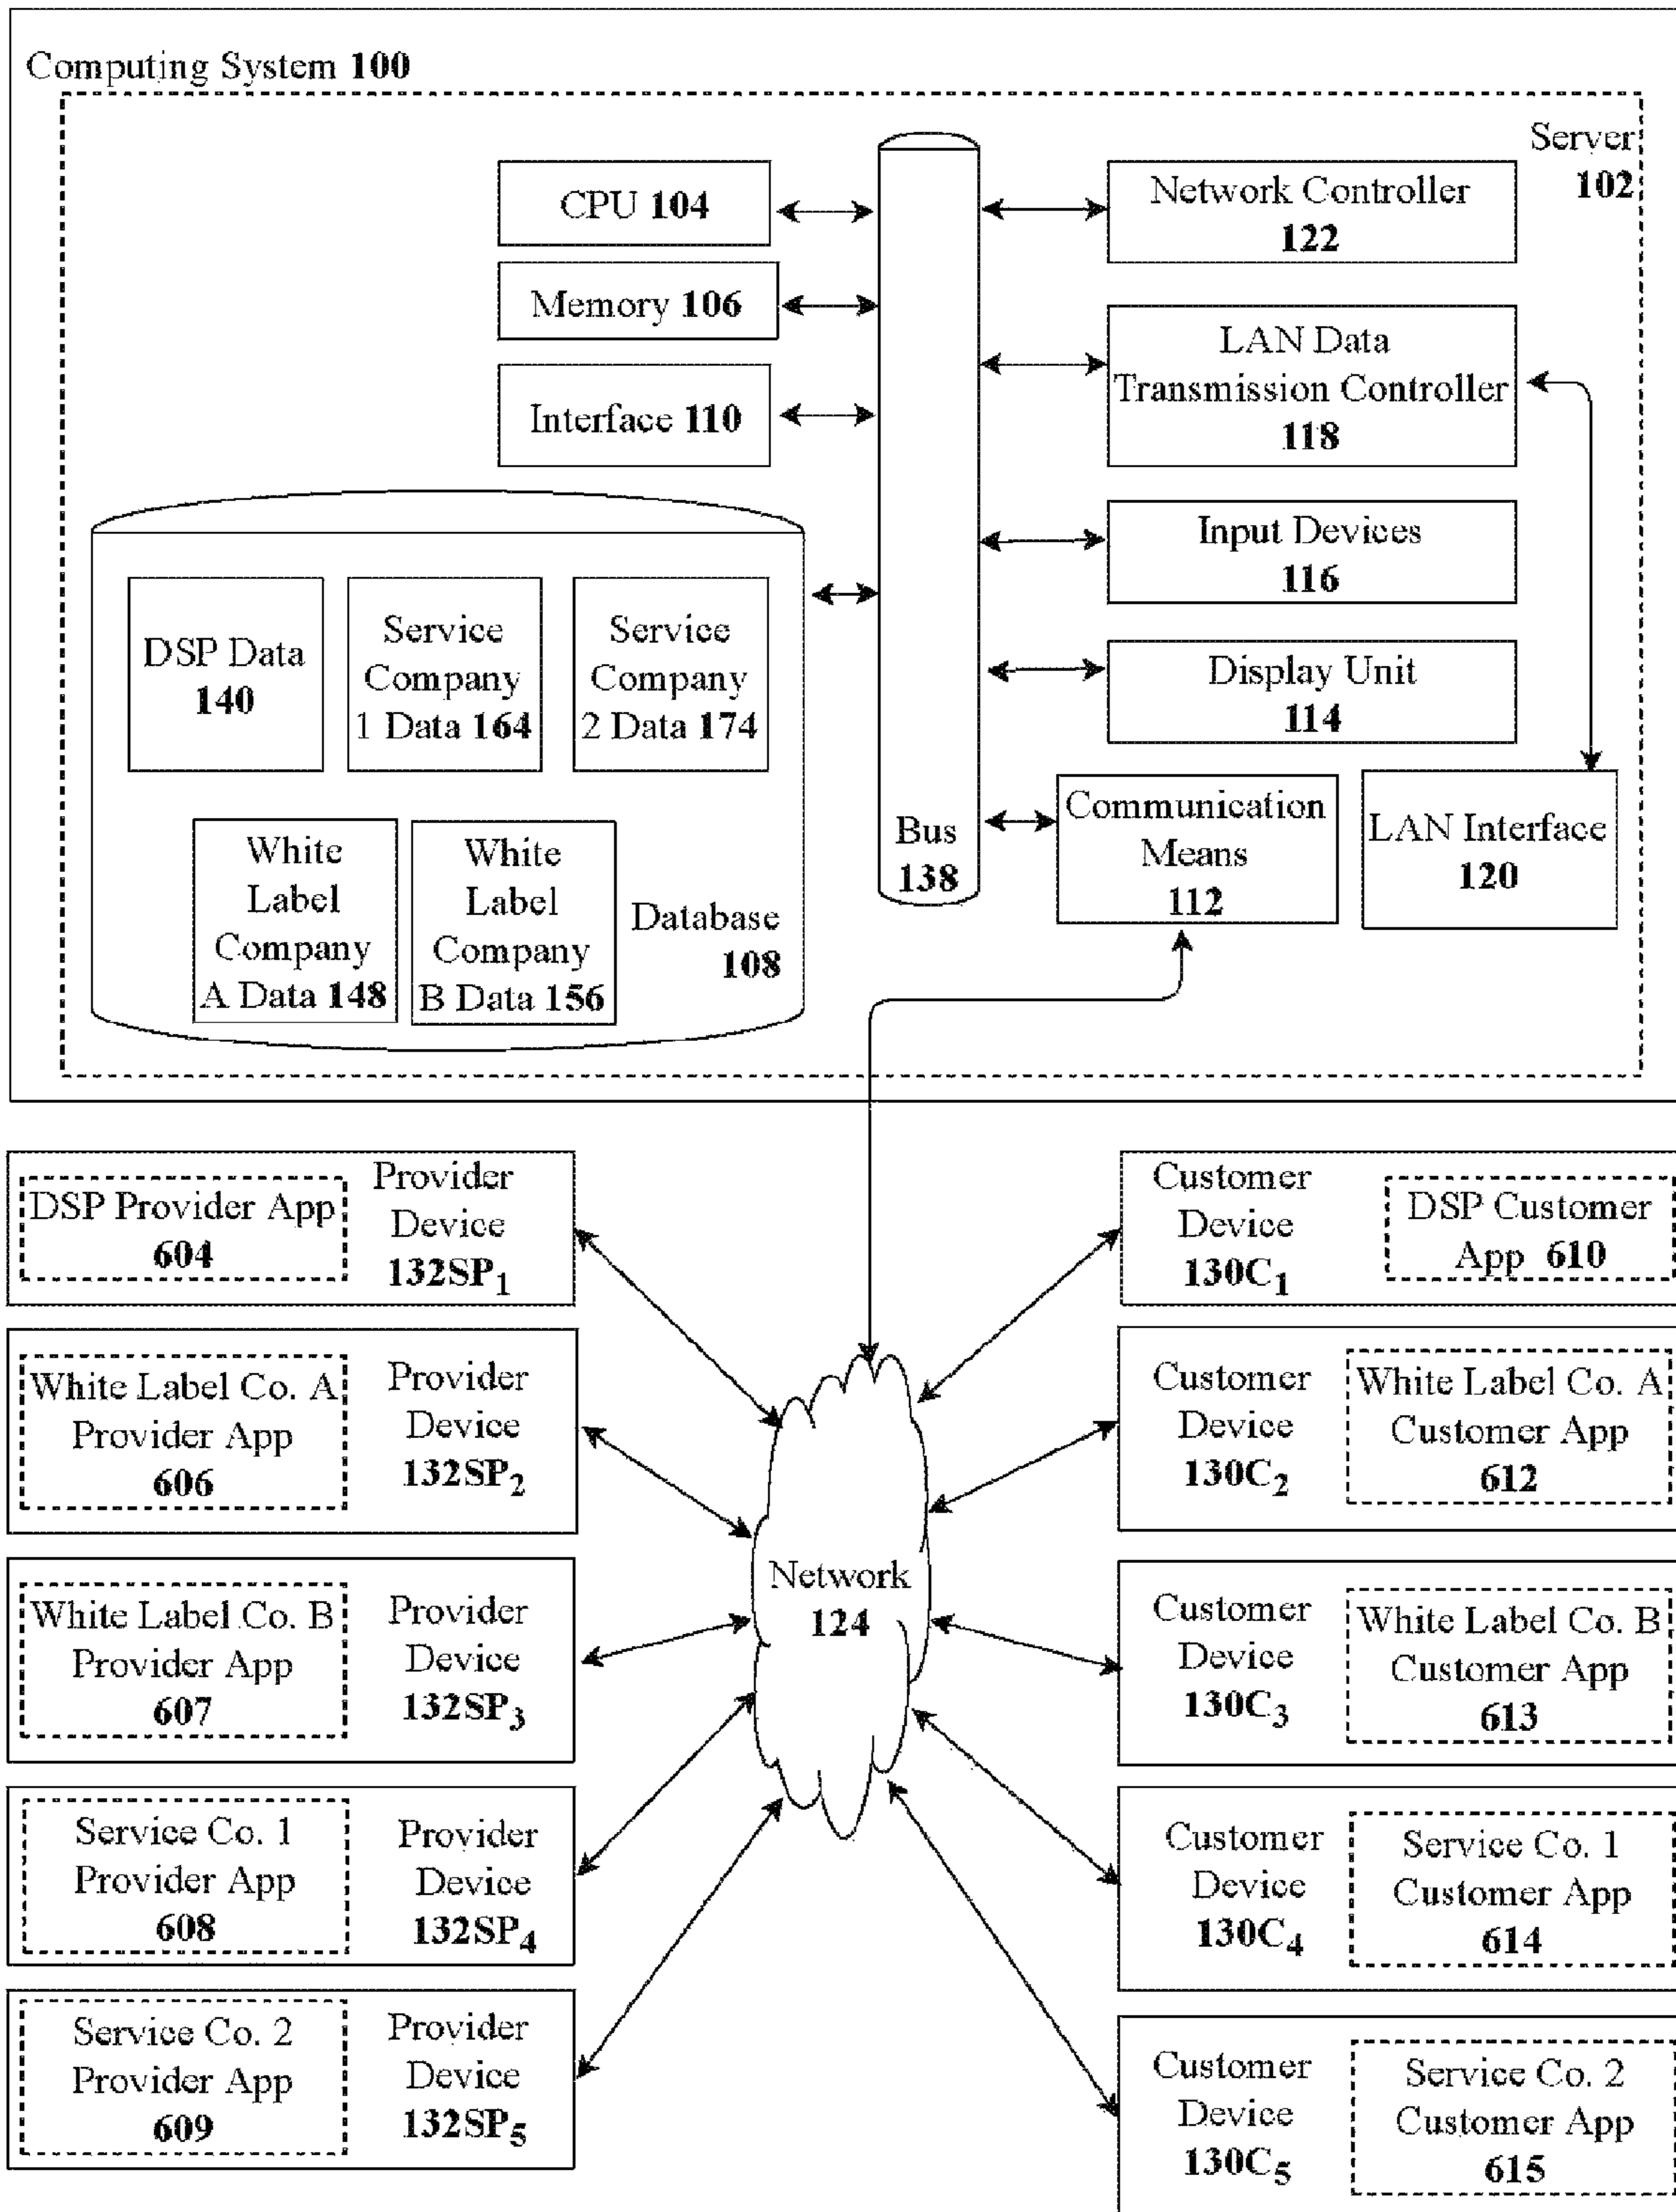 Computing System 100
Server
102
CPU 104
Memory 106
Interface 110
Network Controller
122
LAN Data
Transmission Controller
118
Input Devices
116
Display Unit
114
Communication
Means
112
LAN Interface
120
Bus
138
DSP Data
140
Service
Company
1 Data 164
Service
Company
2 Data 174
White
Label
Company
A Data 148
White
Label
Company
B Data 156
Database
108
DSP Provider App
604
Provider
Device
132SP1
White Label Co. A
Provider App
606
Provider
Device
132SP2
White Label Co. B
Provider App
607
Provider
Device
132SP3
Service Co. 1
Provider App
608
Provider
Device
132SP4
Service Co. 2
Provider App
609
Provider
Device
132SP5
Network
124
Customer
Device
130C1
DSP Customer
App 610
Customer
Device
130C2
White Label Co. A
Customer App
612
Customer
Device
130C3
White Label Co. B
Customer App
613
Customer
Device
130C4
Service Co. 1
Customer App
614
Customer
Device
130C5
Service Co. 2
Customer App
615